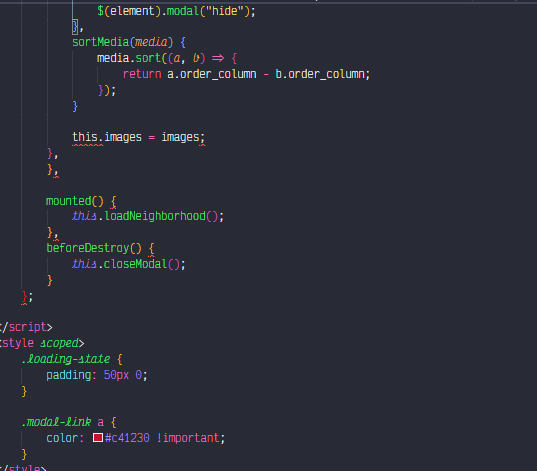 $(element).modal("hide");
},
sortMedia(media) {
media.sort((a, b) => {
return a.order_column - b.order_column;
});
}
this.images = images;
},
},
mounted() {
this.loadNeighborhood();
},
beforeDestroy() {
this.closeModal();
}
};
</script>
<style scoped>
.loading-state {
padding: 50px 0;
}
.modal-link a {
color: #c41230 !important;
}
</style>